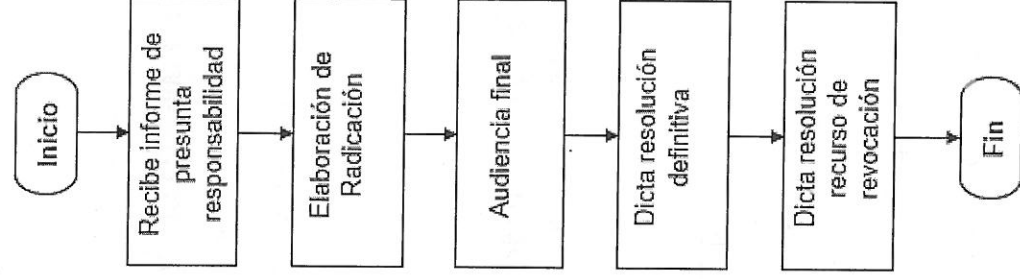 Inicio
Recibe informe de
presunta
responsabilidad
Elaboración de
Radicación
Audiencia final
Dicta resolución
definitiva
Dicta resolución
recurso de
revocación
Fin